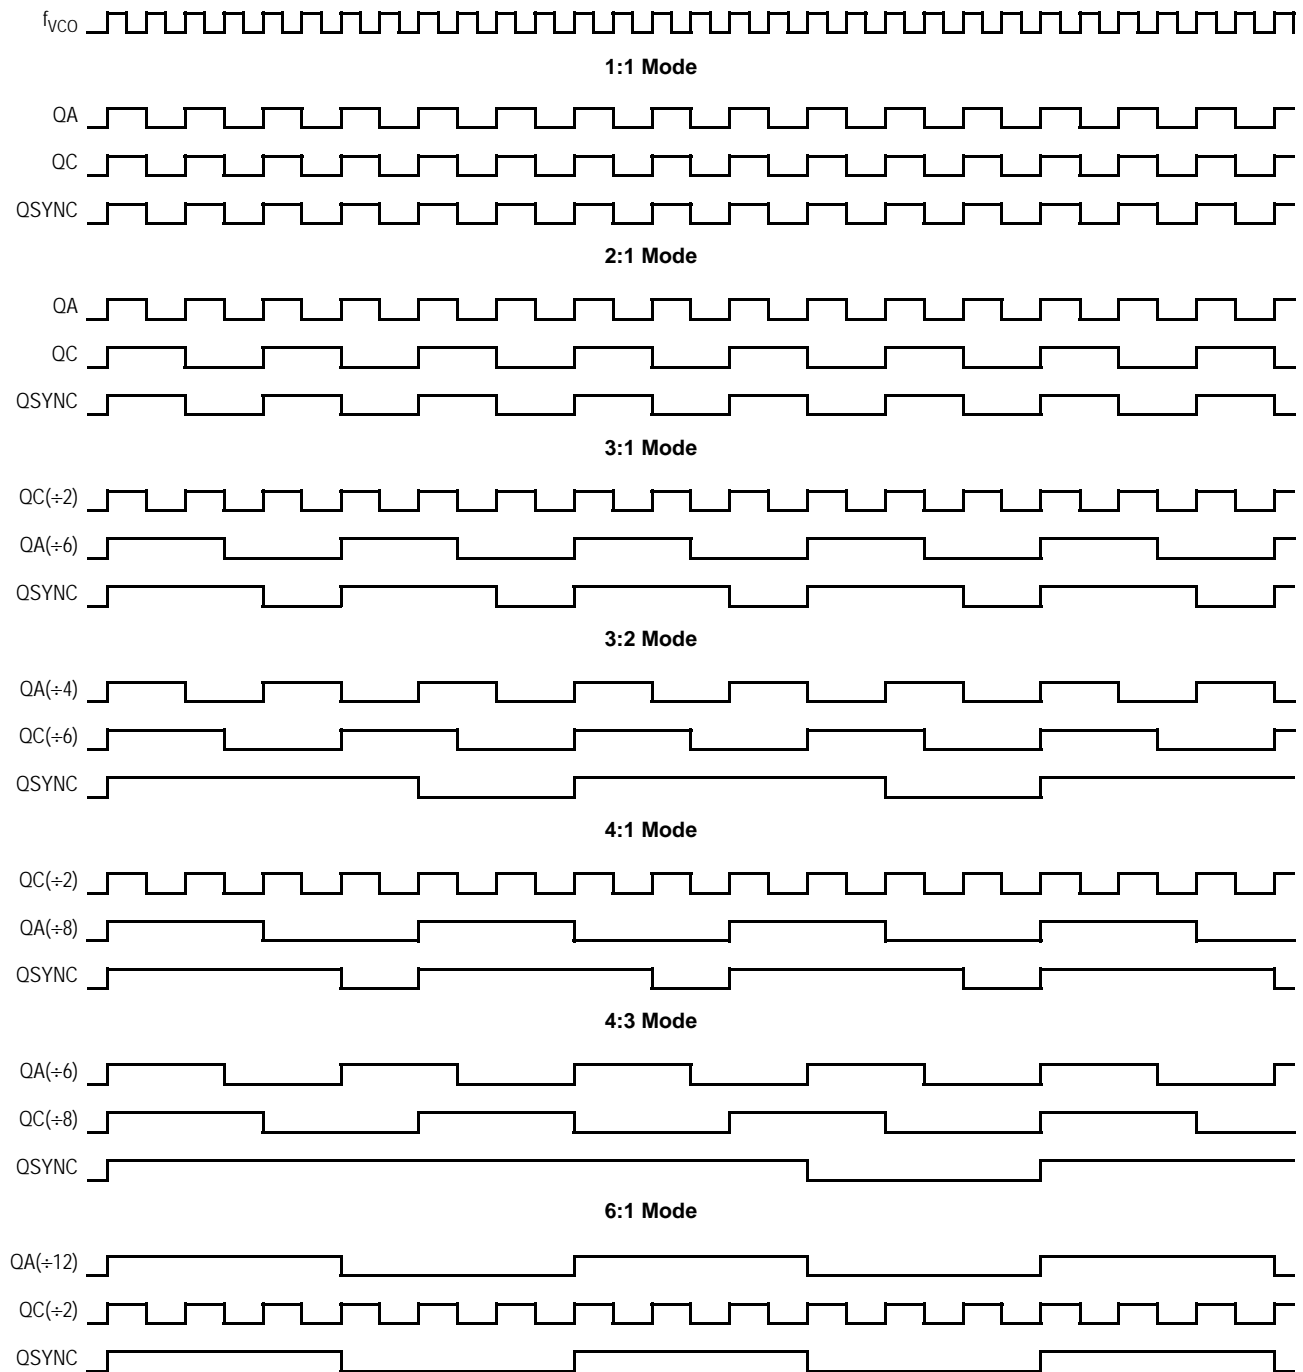 fVCO
1:1 Mode
QA
QC
QSYNC
2:1 Mode
QA
QC
QSYNC
3:1 Mode
QC(÷2)
QA(÷6)
QSYNC
3:2 Mode
QA(÷4)
QC(÷6)
QSYNC
4:1 Mode
QC(÷2)
QA(÷8)
QSYNC
4:3 Mode
QA(÷6)
QC(÷8)
QSYNC
6:1 Mode
QA(÷12)
QC(÷2)
QSYNC